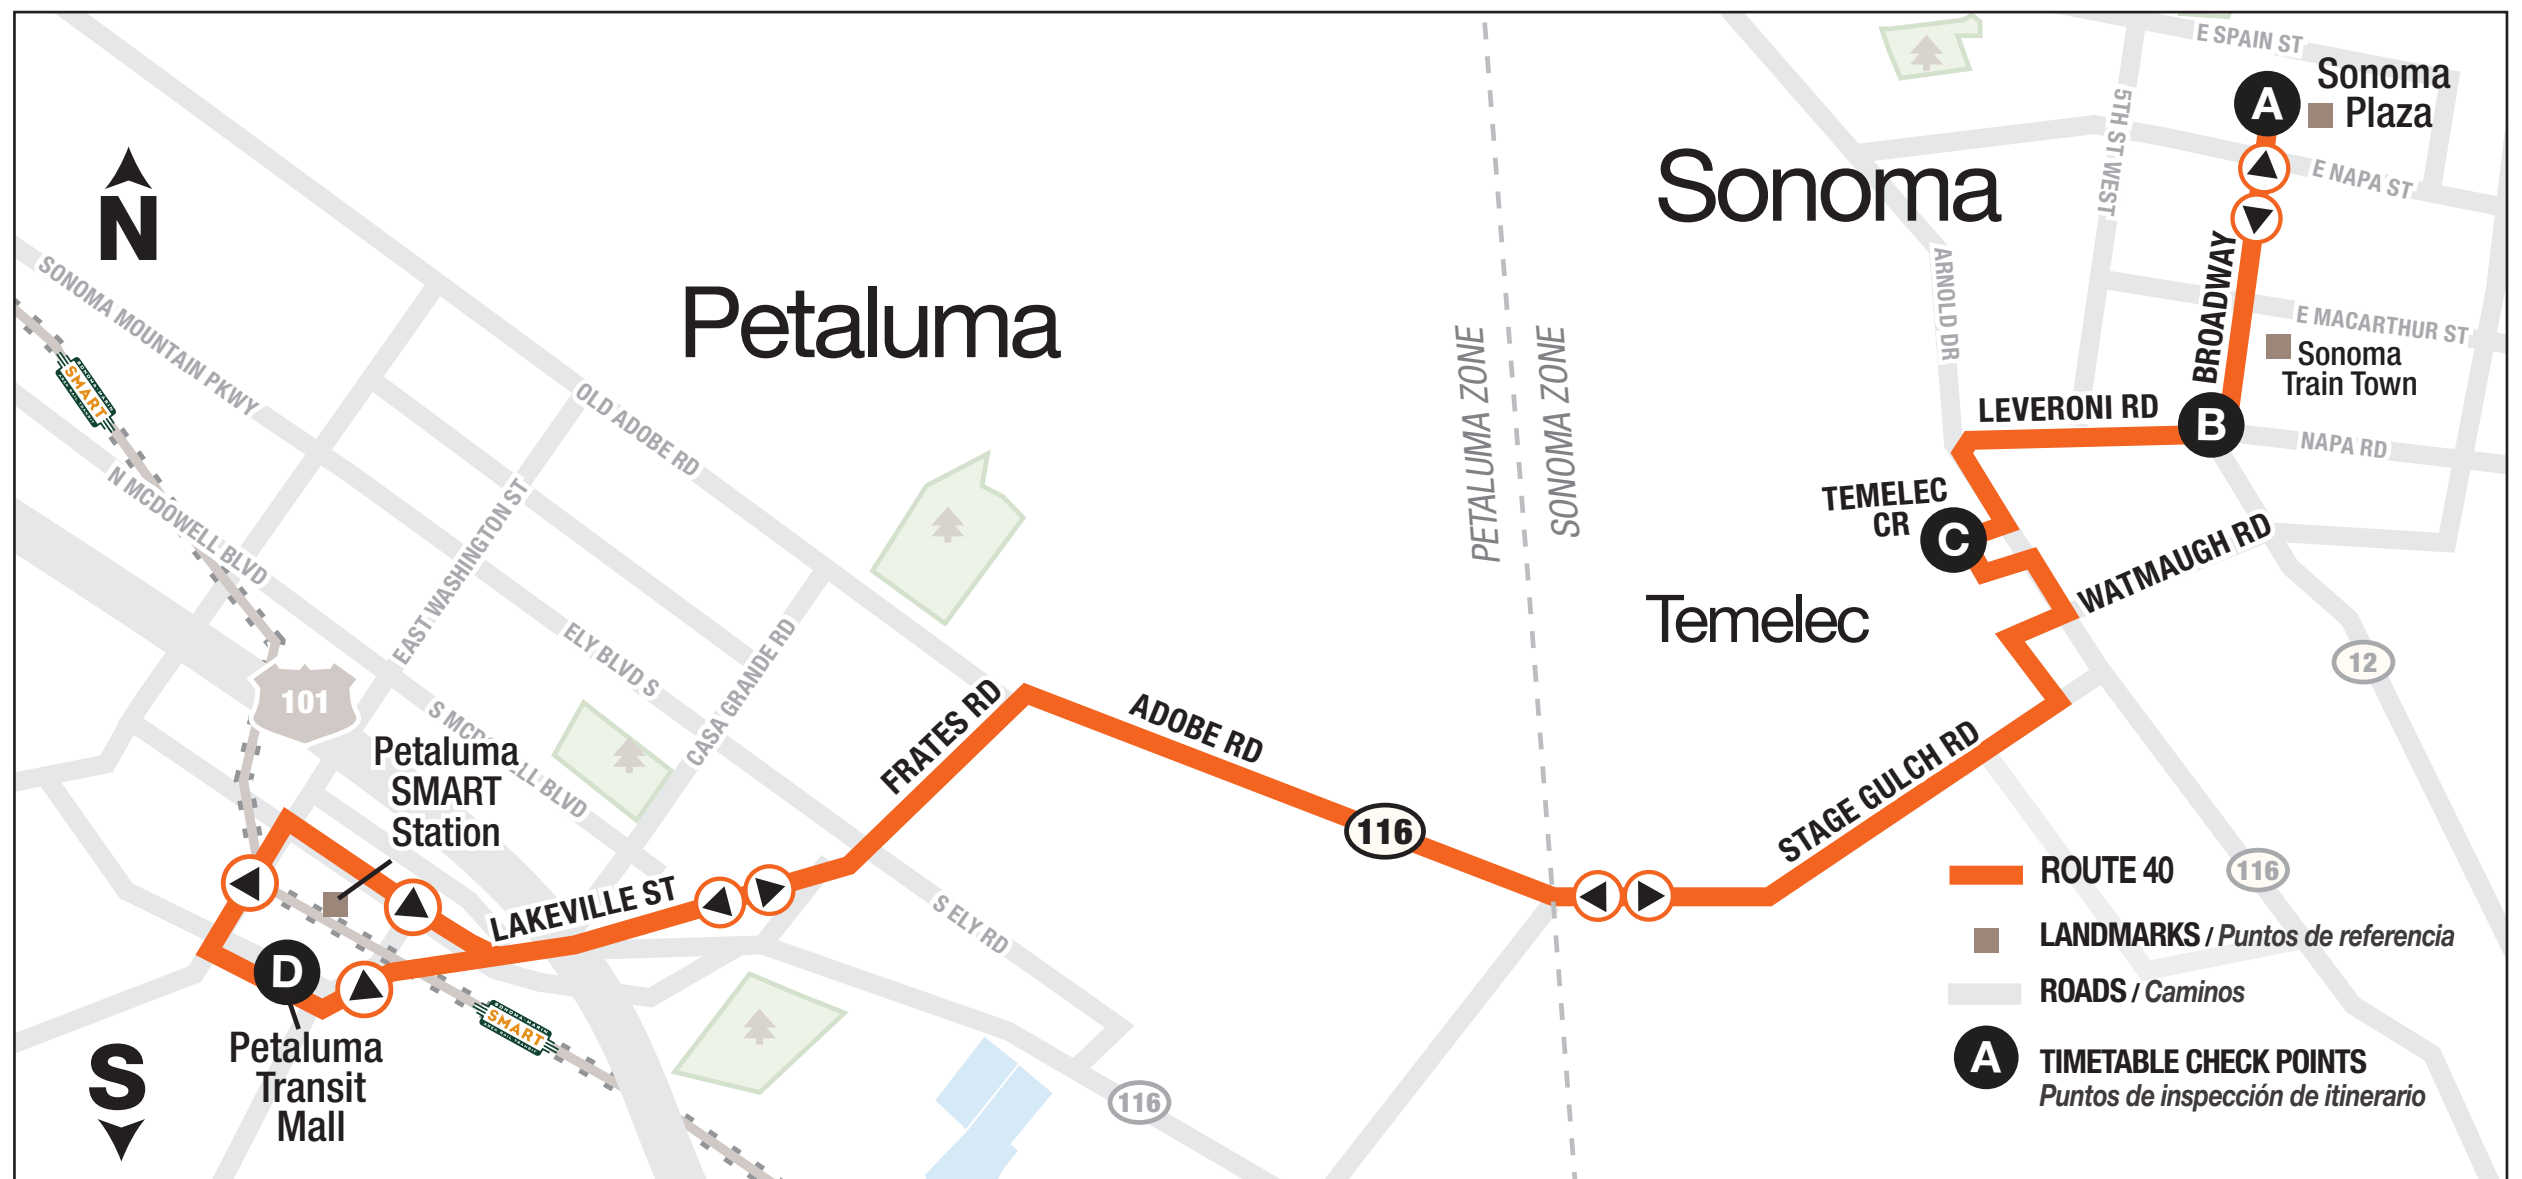 E SPAIN ST
Sonoma
Plaza
A
5TH ST WEST
E NAPA ST
Sonoma
N
BROADWAY
ARNOLD DR
E MACARTHUR ST
Sonoma
Train Town
SONOMA MOUNTAIN PKWY
Petaluma
PETALUMA ZONE
SONOMA ZONE
SMART
OLD ADOBE RD
LEVERONI RD
B
NAPA RD
N MCDOWELL BLVD
EAST WASHINGTON ST
TEMELEC
CR
C
WATMAUGH RD
Temelec
ELY BLVD S
CASA GRANDE RD
12
101
S MCDOWELL BLVD
Petaluma
SMART
Station
FRATES RD
ADOBE RD
116
STAGE GULCH RD
LAKEVILLE ST
S ELY RD
116
ROUTE 40
LANDMARKS / Puntos de referencia
ROADS / Caminos
A
TIMETABLE CHECK POINTS
Puntos de inspección de itinerario
D
SMART
Petaluma
Transit
Mall
S
116